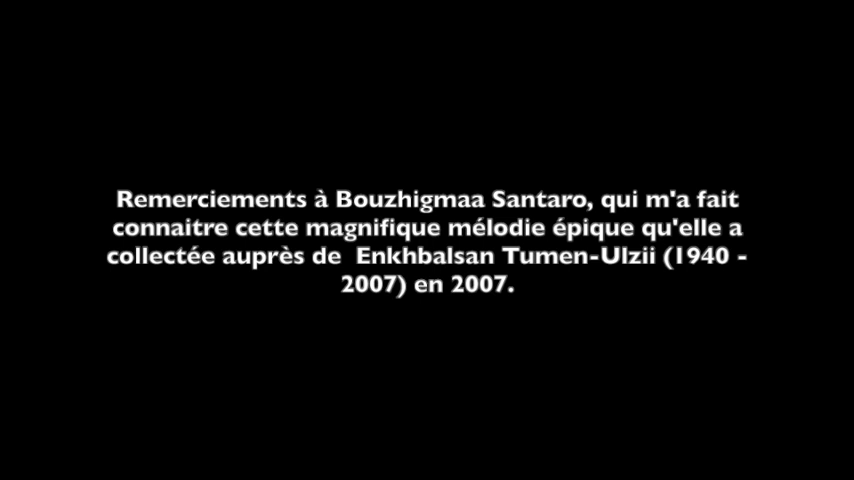 Remerciements à Bouzhigmaa Santaro, qui m'a fait
connaitre cette magnifique mélodie épique qu'elle a
collectée auprès de  Enkhbalsan Tumen-Ulzii (1940 -
2007) en 2007.